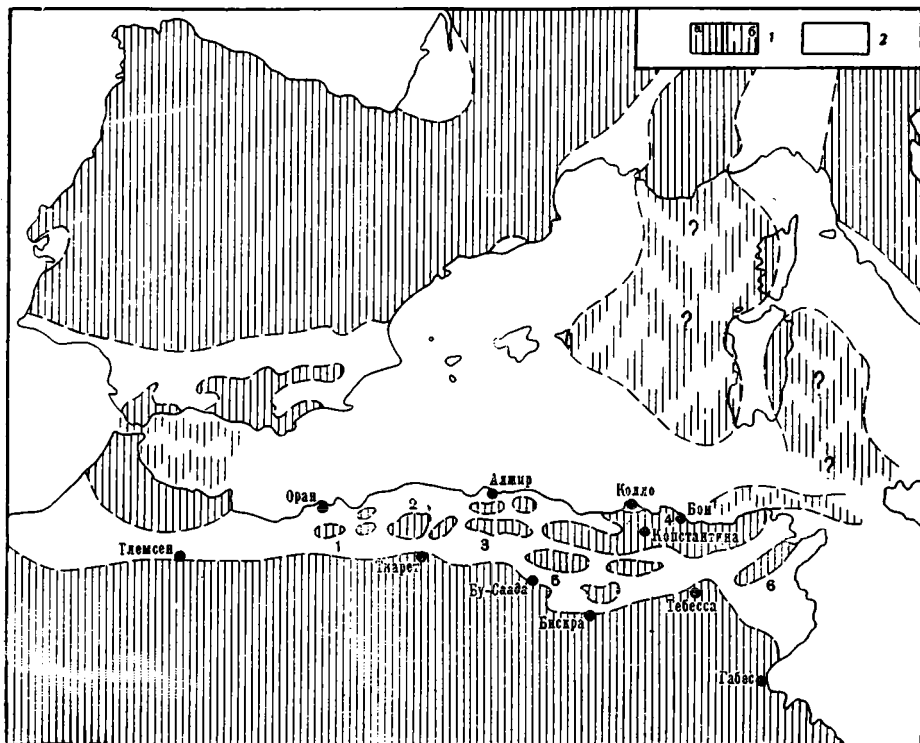 а б 1 2
?
?
?
?
Алжир
Колло
Оран
2
Бон
4
Константина
1
3
Тлемсен
Тиарет
Бу-Саада
5
6
Тебесса
Бискра
Габес